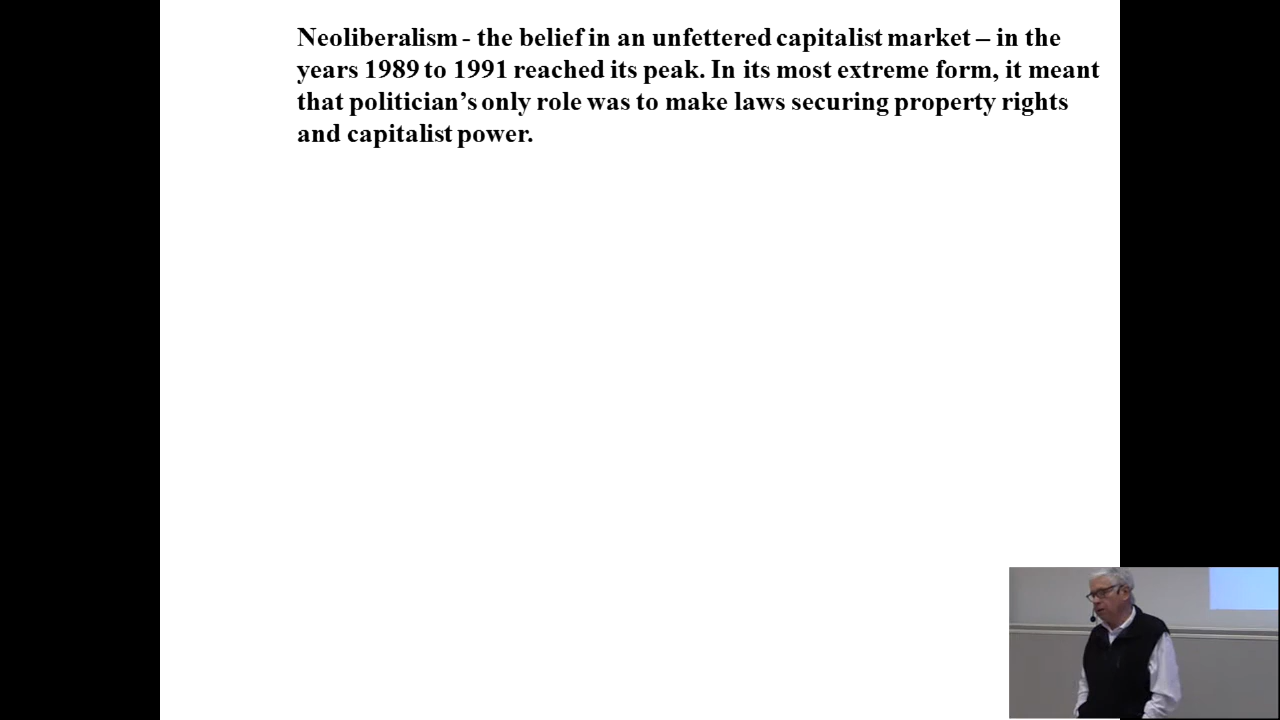 Neoliberalism - the belief in an unfettered capitalist market – in the
years 1989 to 1991 reached its peak. In its most extreme form, it meant
that politician’s only role was to make laws securing property rights
and capitalist power.